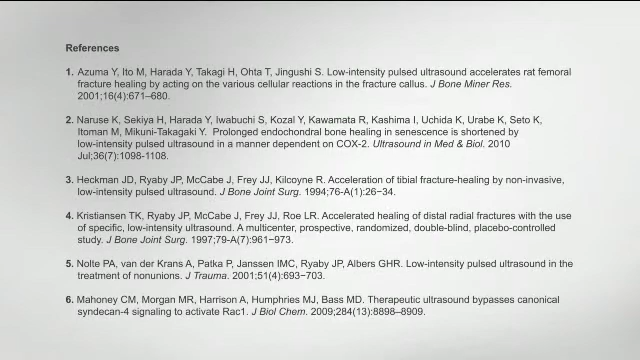 References
1. Azuma Y, Ito M, Harada Y, Takagi H, Ohta T, Jingushi S. Low-intensity pulsed ultrasound accelerates rat femoral
fracture healing by acting on the various cellular reactions in the fracture callus. J Bone Miner Res.
2001;16(4):671–680.
2. Naruse K, Sekiya H, Harada Y, Iwabuchi S, Kozal Y, Kawamata R, Kashima I, Uchida K, Urabe K, Seto K,
Itoman M, Mikuni-Takagaki Y. Prolonged endochondral bone healing in senescence is shortened by
low-intensity pulsed ultrasound in a manner dependent on COX-2. Ultrasound in Med & Biol. 2010
Jul;36(7):1098-1108.
3. Heckman JD, Ryaby JP, McCabe J, Frey JJ, Kilcoyne R. Acceleration of tibial fracture-healing by non-invasive,
low-intensity pulsed ultrasound. J Bone Joint Surg. 1994;76-A(1):26–34.
4. Kristiansen TK, Ryaby JP, McCabe J, Frey JJ, Roe LR. Accelerated healing of distal radial fractures with the use
of specific, low-intensity ultrasound. A multicenter, prospective, randomized, double-blind, placebo-controlled
study. J Bone Joint Surg. 1997;79-A(7):961–973.
5. Nolte PA, van der Krans A, Patka P, Janssen IMC, Ryaby JP, Albers GHR. Low-intensity pulsed ultrasound in the
treatment of nonunions. J Trauma. 2001;51(4):693–703.
6. Mahoney CM, Morgan MR, Harrison A, Humphries MJ, Bass MD. Therapeutic ultrasound bypasses canonical
syndecan-4 signaling to activate Rac1. J Biol Chem. 2009;284(13):8898–8909.